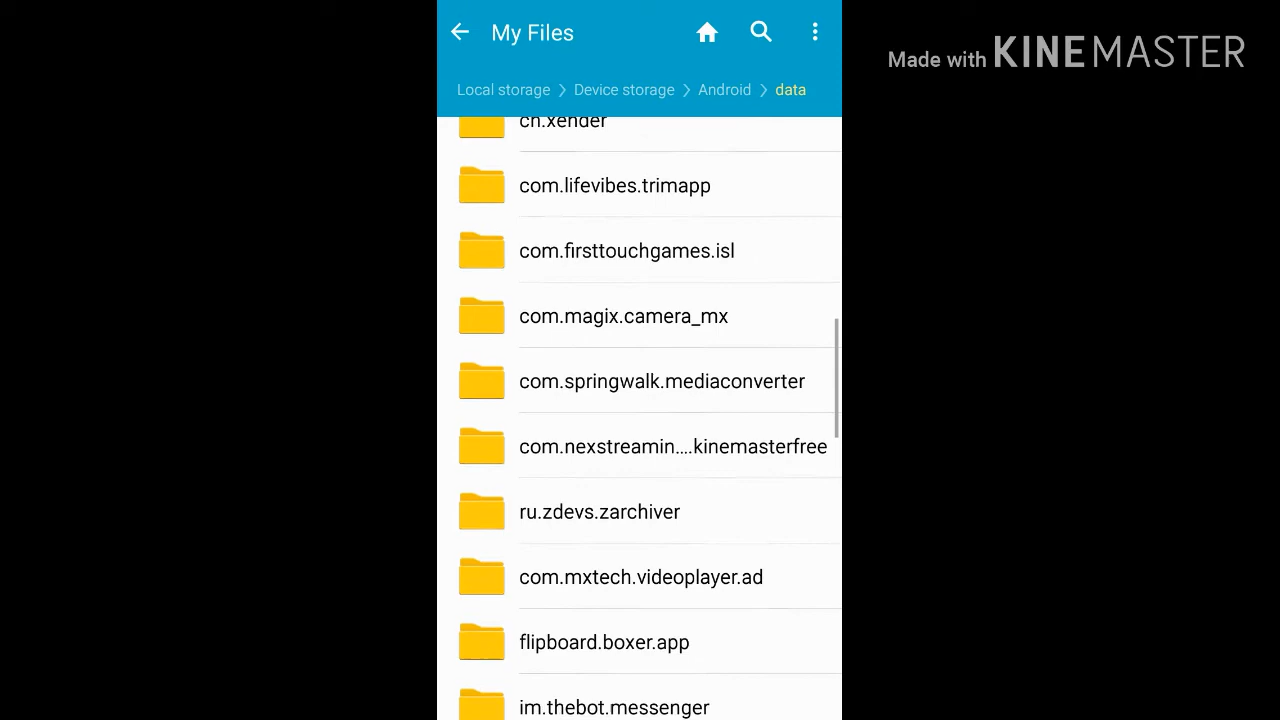 My Files
Made with KINEMASTER
Local storage > Device storage > Android > data
cn.xender
com.lifevibes.trimapp
com.firsttouchgames.isl
com.magix.camera_mx
com.springwalk.mediaconverter
com.nexstreamin....kinemasterfree
ru.zdevs.zarchiver
com.mxtech.videoplayer.ad
flipboard.boxer.app
im.thebot.messenger